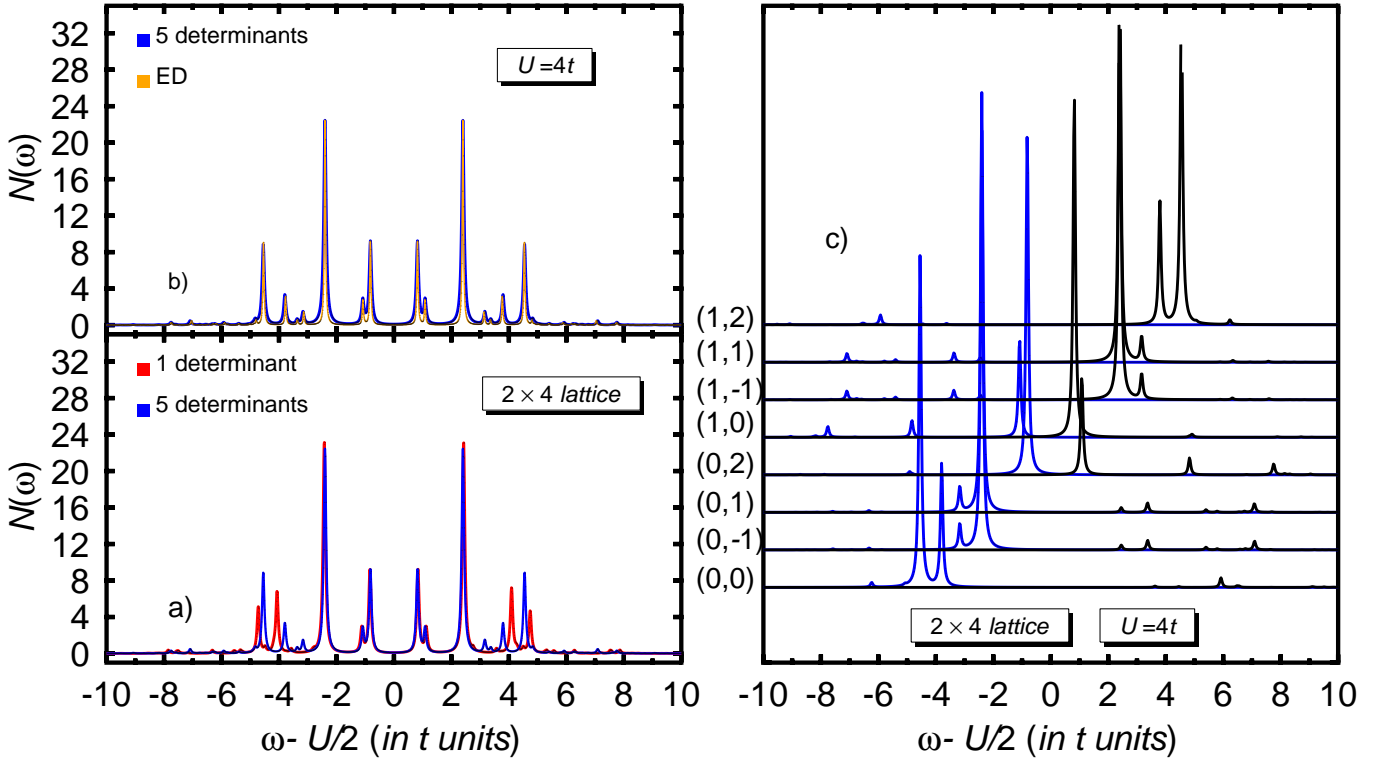 32
28
24
20
16
12
8
4
0
N(ω)
5 determinants
ED
U =4t
b)
32
28
24
20
16
12
8
4
0
N(ω)
1 determinant
5 determinants
2 × 4 lattice
a)
-10 -8 -6 -4 -2 0 2 4 6 8 10
ω- U/2 (in t units)
c)
(1,2)
(1,1)
(1,-1)
(1,0)
(0,2)
(0,1)
(0,-1)
(0,0)
2 × 4 lattice
U=4t
-10 -8 -6 -4 -2 0 2 4 6 8 10
ω- U/2 (in t units)